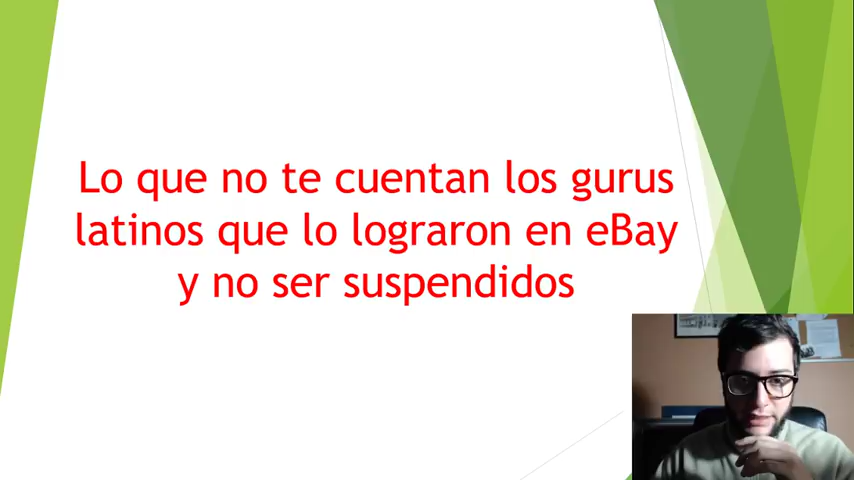 Lo que no te cuentan los gurus
latinos que lo lograron en eBay
y no ser suspendidos